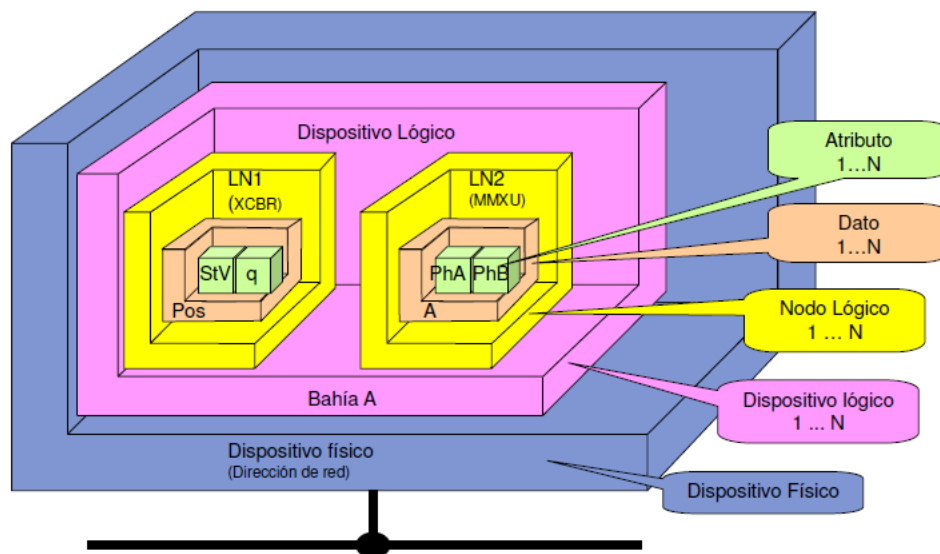 Dispositivo Lógico
LN1
(XCBR)
StV
q
Pos
LN2
(MMXU)
PhA
PhB
A
Bahía A
Dispositivo físico
(Dirección de red)
Atributo
1...N
Dato
1...N
Nodo Lógico
1 ... N
Dispositivo lógico
1 ... N
Dispositivo Físico